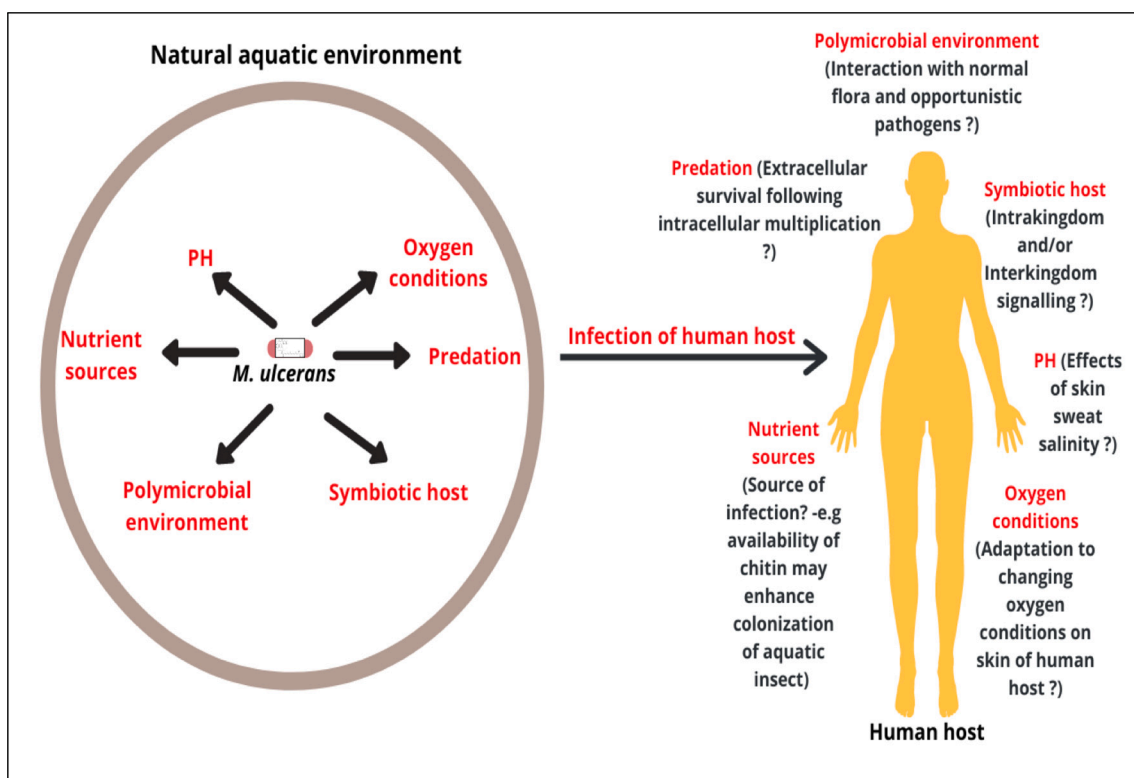 Natural aquatic environment
PH
Oxygen
conditions
Nutrient
sources
M. ulcerans
Predation
Polymicrobial
environment
Symbiotic host
Infection of human host
Polymicrobial environment
(Interaction with normal
flora and opportunistic
pathogens ?)
Predation (Extracellular
survival following
intracellular multiplication
?)
Symbiotic host
(Intrakingdom
and/or
Interkingdom
signalling ?)
PH (Effects
of skin
sweat
salinity ?)
Nutrient
sources
(Source of
infection? -e.g
availability of
chitin may
enhance
colonization
of aquatic
insect)
Oxygen
conditions
(Adaptation to
changing
oxygen
conditions on
skin of human
host ?)
Human host